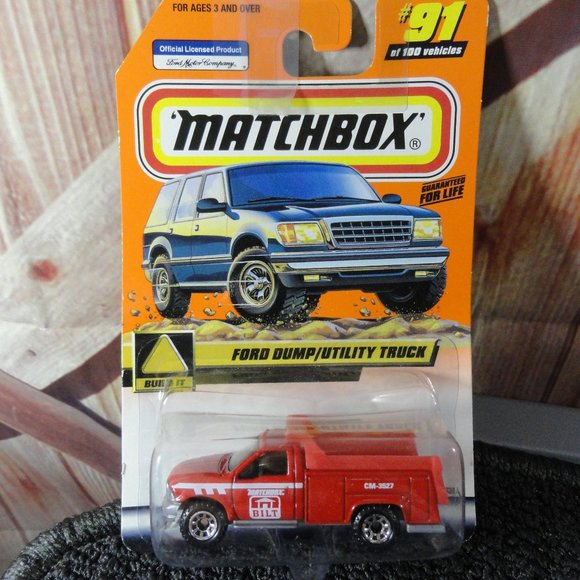 FOR AGES 3 AND OVER
#91
of 100 vehicles
Official Licensed Product
Ford Motor Company
'MATCHBOX'®
GUARANTEED
FOR LIFE
FORD DUMP/UTILITY TRUCK
BUILD IT
MATCHBOX
BILT
CM-3527